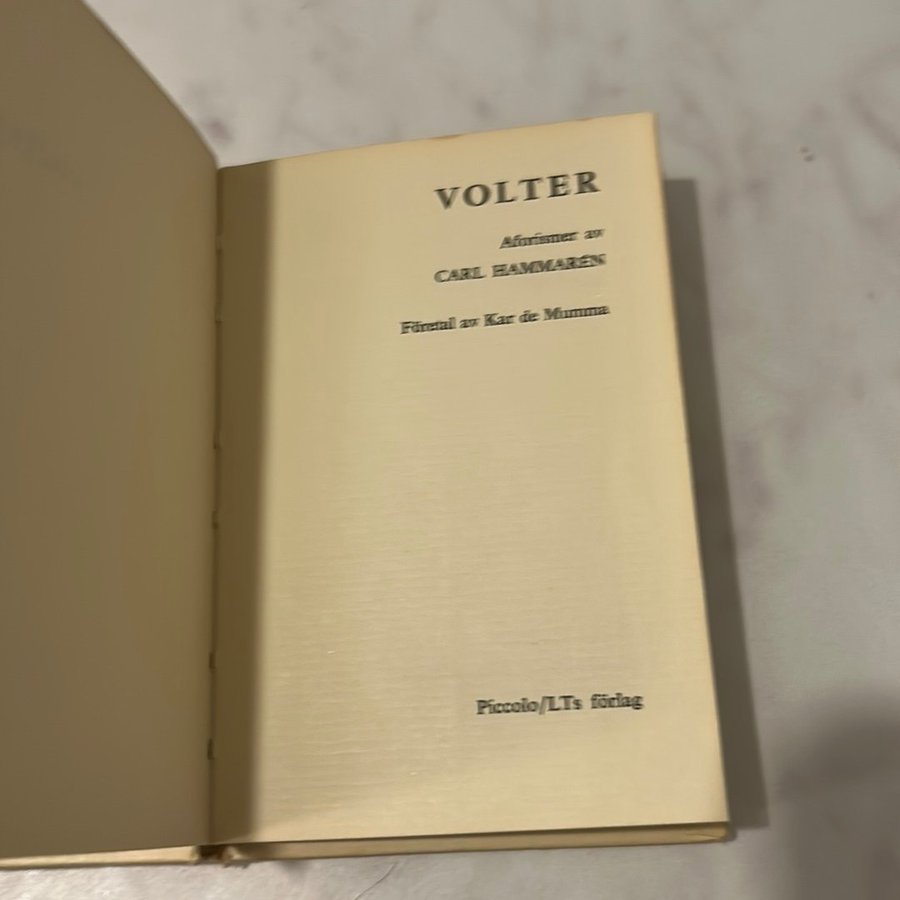 VOLTER
Aforismer av
CARL HAMMARÉN
Företal av Kar de Mumma
Piccolo/LTs förlag